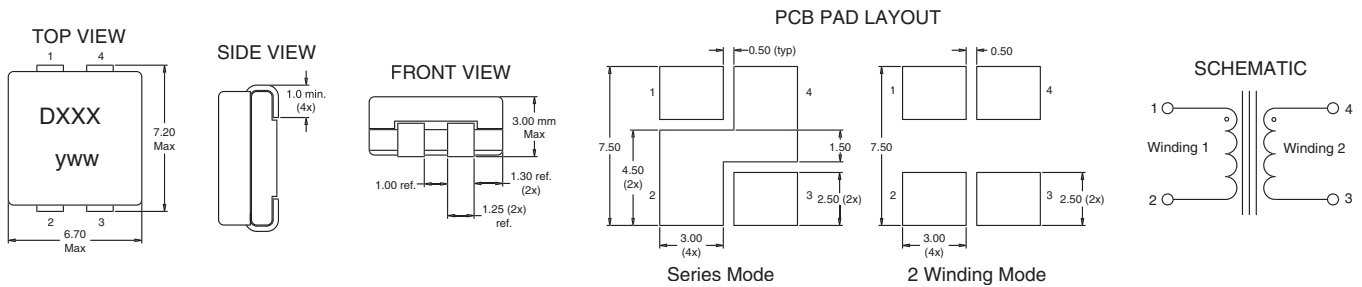 TOP VIEW
1 4
DXXX
yww
7.20
Max
2 3
6.70
Max
SIDE VIEW
1.0 min.
(4x)
FRONT VIEW
3.00 mm
Max
1.00 ref.
1.30 ref.
(2x)
1.25 (2x)
ref.
PCB PAD LAYOUT
0.50 (typ)
1
4
7.50
4.50
(2x)
1.50
2
3
2.50 (2x)
3.00
(4x)
Series Mode
0.50
1
4
7.50
2
3
2.50 (2x)
3.00
(4x)
2 Winding Mode
SCHEMATIC
1 4
Winding 1 Winding 2
2 3